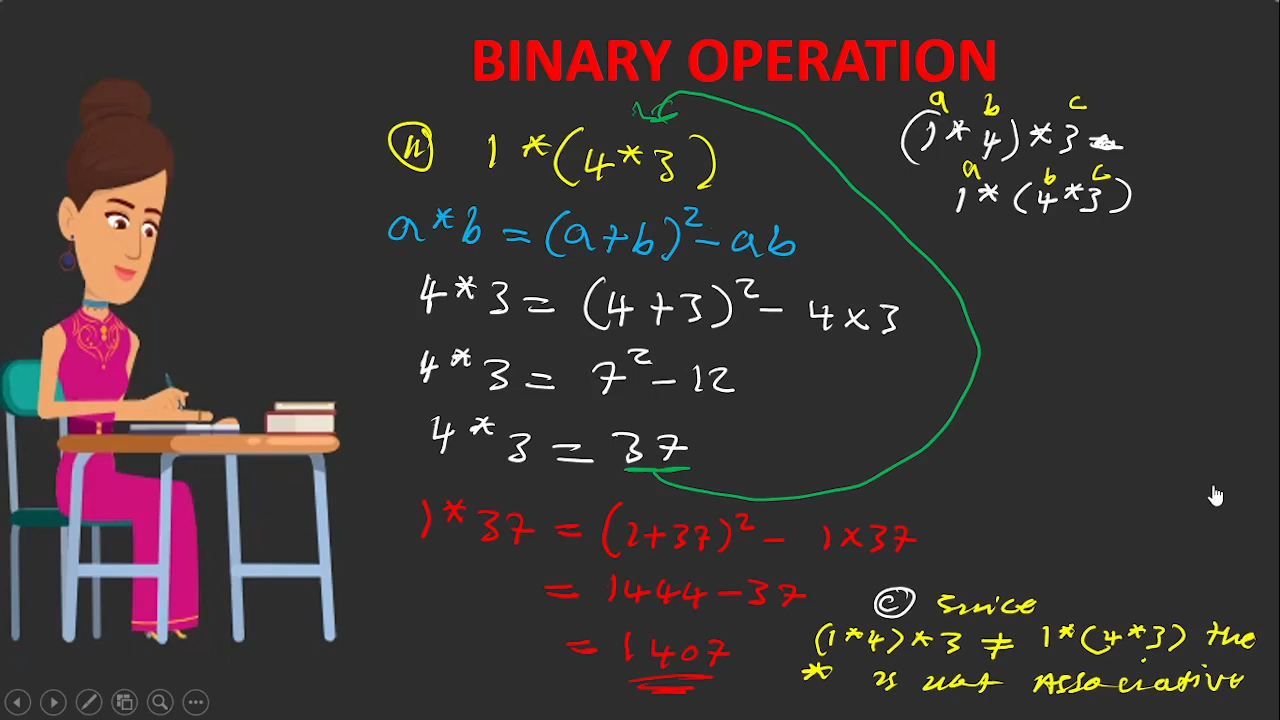 BINARY OPERATION
(ii) 1*(4*3)
a*b = (a+b)² - ab
4*3 = (4+3)² - 4×3
4*3 = 7² - 12
4*3 = 37
1*37 = (1+37)² - 1×37
= 1444 - 37
= 1407
a b c
(1*4)*3
a b c
1*(4*3)
(c) Since
(1*4)*3 ≠ 1*(4*3) the
* is not Associative